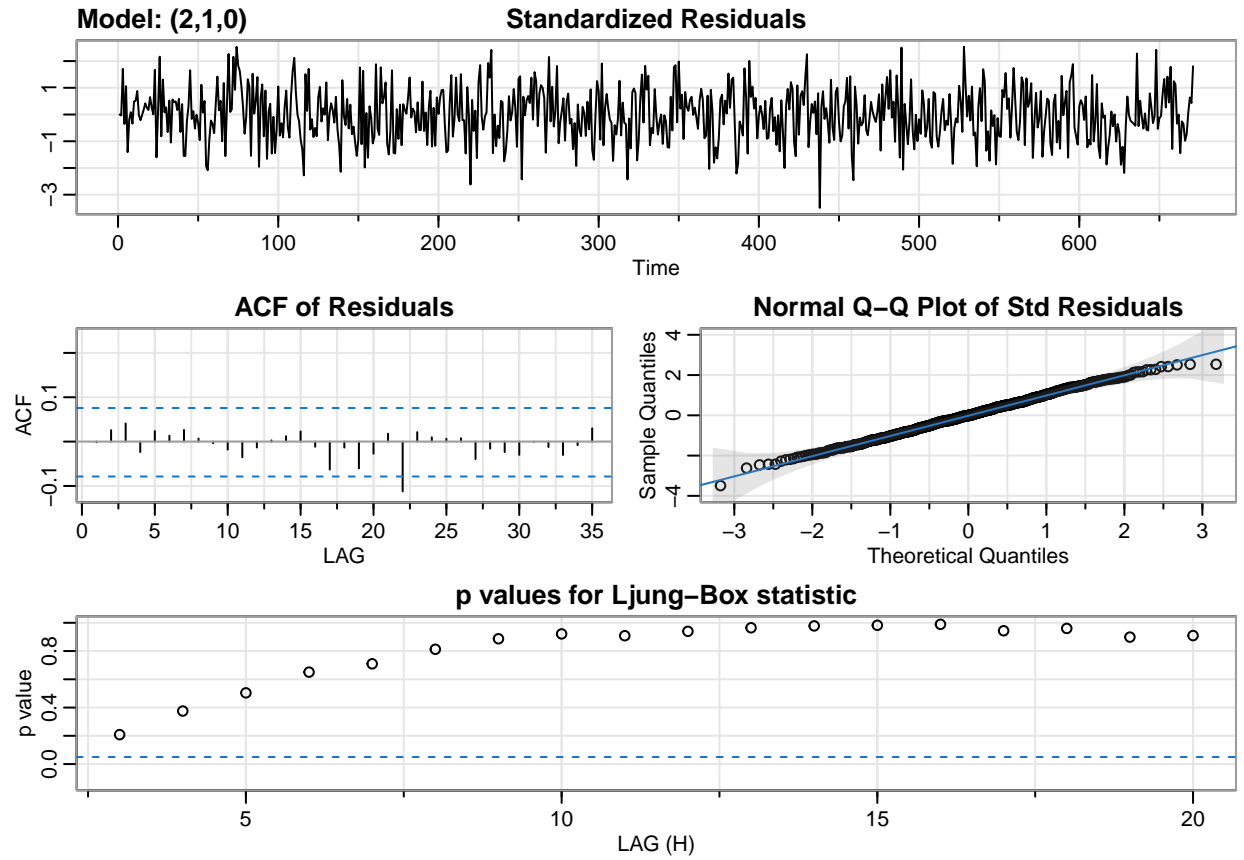 Model: (2,1,0) Standardized Residuals
1
−1
−3
0 100 200 300 400 500 600
Time
ACF of Residuals
ACF
0.1
−0.1
0 5 10 15 20 25 30 35
LAG
Normal Q−Q Plot of Std Residuals
Sample Quantiles
4
2
0
−2
−4
−3 −2 −1 0 1 2 3
Theoretical Quantiles
p values for Ljung−Box statistic
p value
0.8
0.4
0.0
5 10 15 20
LAG (H)